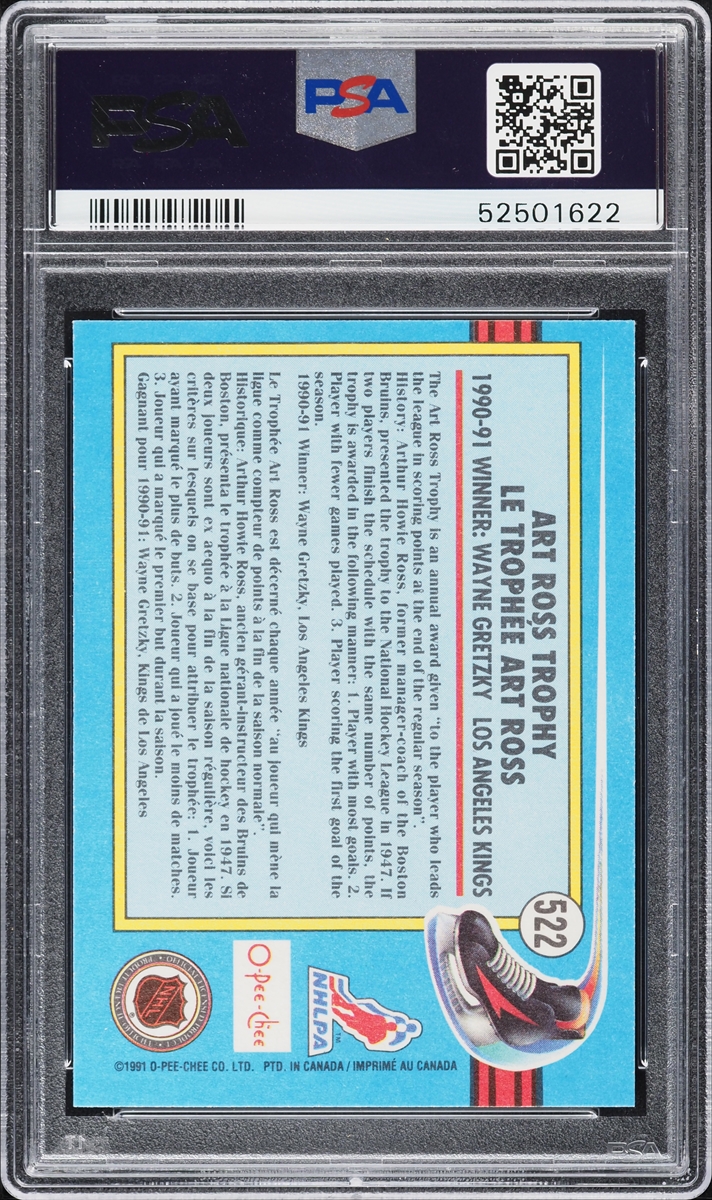 PSA
PSA
52501622
ART ROSS TROPHY
LE TROPHÉE ART ROSS
1990-91 WINNER: WAYNE GRETZKY LOS ANGELES KINGS
522
The Art Ross Trophy is an annual award given "to the player who leads
the league in scoring points at the end of the regular season".
History: Arthur Howie Ross, former manager-coach of the Boston
Bruins, presented the trophy to the National Hockey League in 1947. If
two players finish the schedule with the same number of points, the
trophy is awarded in the following manner: 1. Player with most goals. 2.
Player with fewer games played. 3. Player scoring the first goal of the
season.
1990-91 Winner: Wayne Gretzky, Los Angeles Kings
Le Trophée Art Ross est décerné chaque année "au joueur qui mène la
ligue comme compteur de points à la fin de la saison normale".
Historique: Arthur Howie Ross, ancien gérant-instructeur des Bruins de
Boston, présenta le trophée à la Ligue nationale de hockey en 1947. Si
deux joueurs sont ex aequo à la fin de la saison régulière, voici les
critères sur lesquels on se base pour attribuer le trophée: 1. Joueur
ayant marqué le plus de buts. 2. Joueur qui a joué le moins de matches.
3. Joueur qui a marqué le premier but durant la saison.
Gagnant pour 1990-91: Wayne Gretzky, Kings de Los Angeles
NHLPA
TM
O-Pee-Chee
NHL
©1991 O-PEE-CHEE CO. LTD. PTD. IN CANADA / IMPRIMÉ AU CANADA
PSA